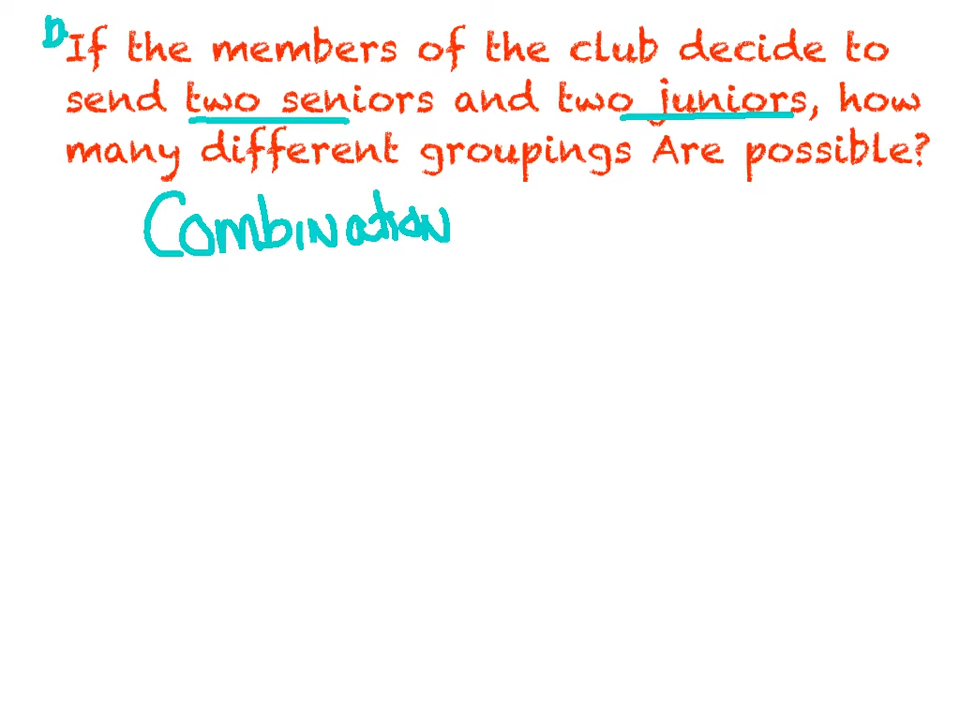 D If the members of the club decide to
send two seniors and two juniors, how
many different groupings Are possible?
Combination